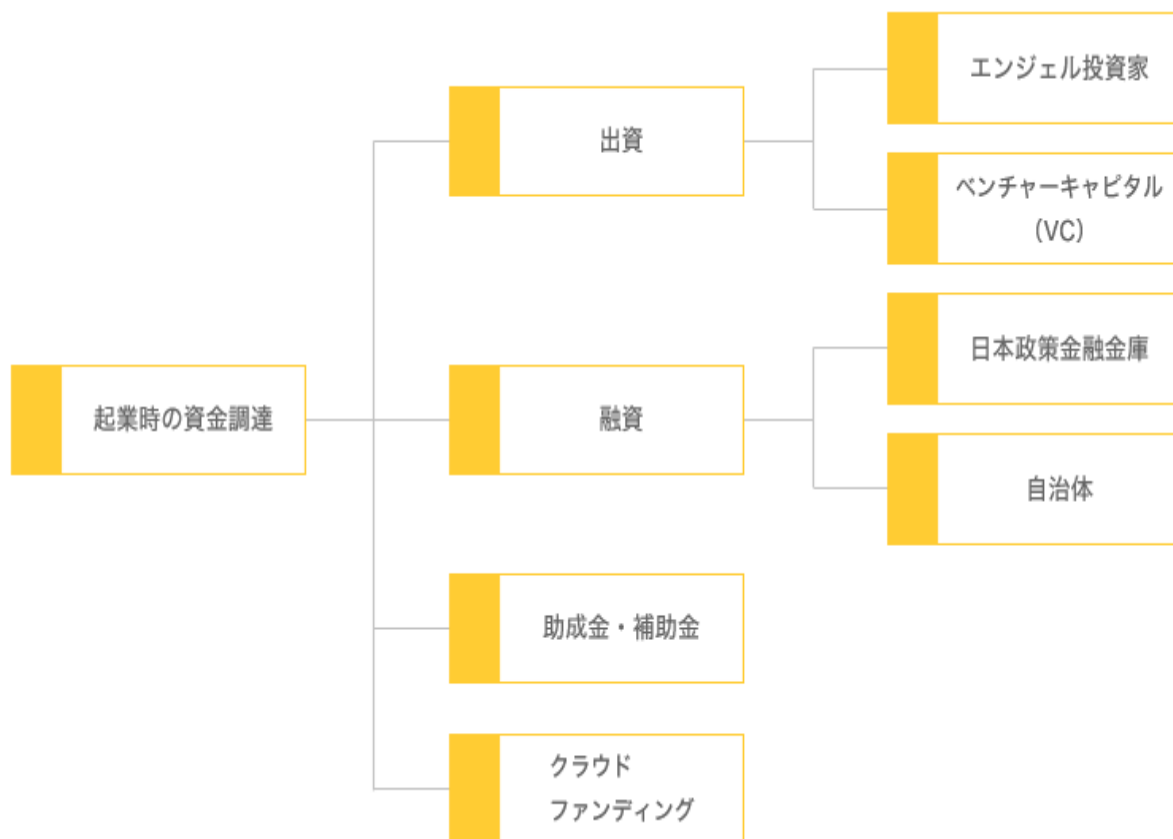 エンジェル投資家
出資
ベンチャーキャピタル
（VC）
日本政策金融金庫
起業時の資金調達
融資
自治体
助成金・補助金
クラウド
ファンディング